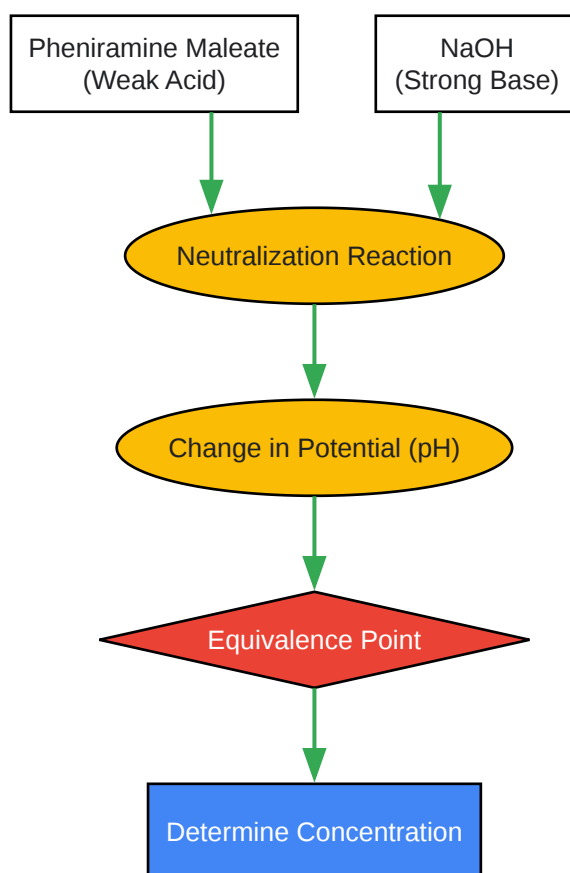 Pheniramine Maleate
(Weak Acid)
NaOH
(Strong Base)
Neutralization Reaction
Change in Potential (pH)
Equivalence Point
Determine Concentration